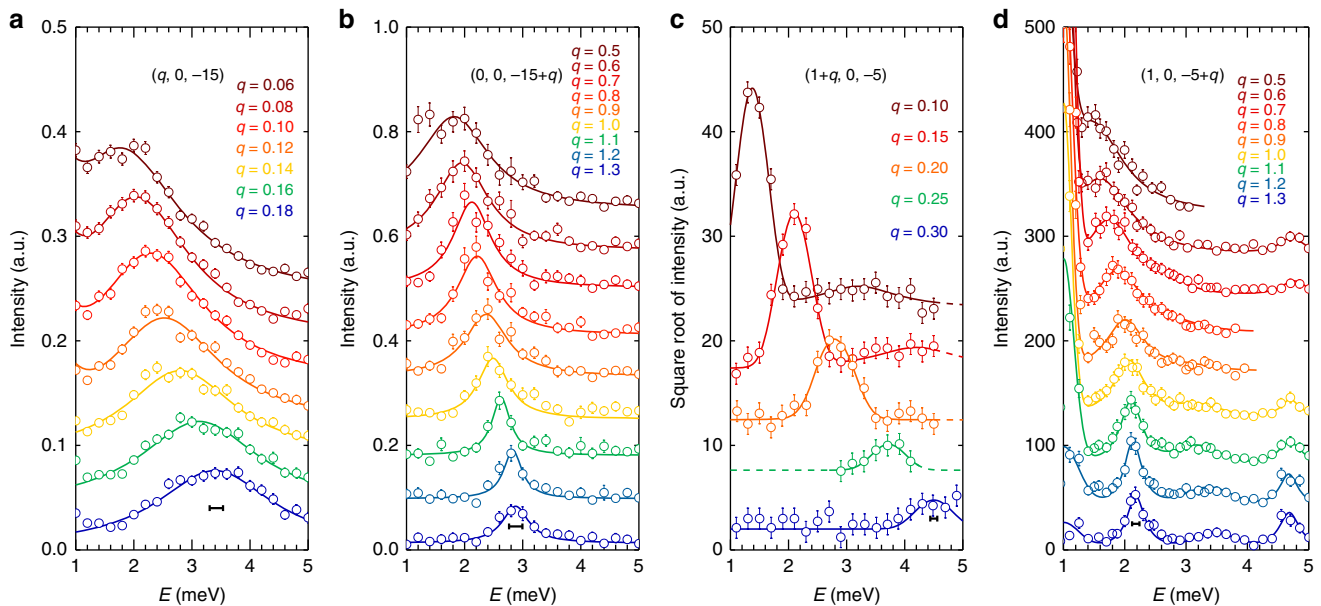 a
0.5
0.4
0.3
0.2
0.1
0.0
Intensity (a.u.)
(q, 0, –15)
q = 0.06
q = 0.08
q = 0.10
q = 0.12
q = 0.14
q = 0.16
q = 0.18
1 2 3 4 5
E (meV)
b
1.0
0.8
0.6
0.4
0.2
0.0
Intensity (a.u.)
(0, 0, –15+q)
q = 0.5
q = 0.6
q = 0.7
q = 0.8
q = 0.9
q = 1.0
q = 1.1
q = 1.2
q = 1.3
1 2 3 4 5
E (meV)
c
50
40
30
20
10
0
Square root of intensity (a.u.)
(1+q, 0, –5)
q = 0.10
q = 0.15
q = 0.20
q = 0.25
q = 0.30
1 2 3 4 5
E (meV)
d
500
400
300
200
100
0
Intensity (a.u.)
(1, 0, –5+q)
q = 0.5
q = 0.6
q = 0.7
q = 0.8
q = 0.9
q = 1.0
q = 1.1
q = 1.2
q = 1.3
1 2 3 4 5
E (meV)